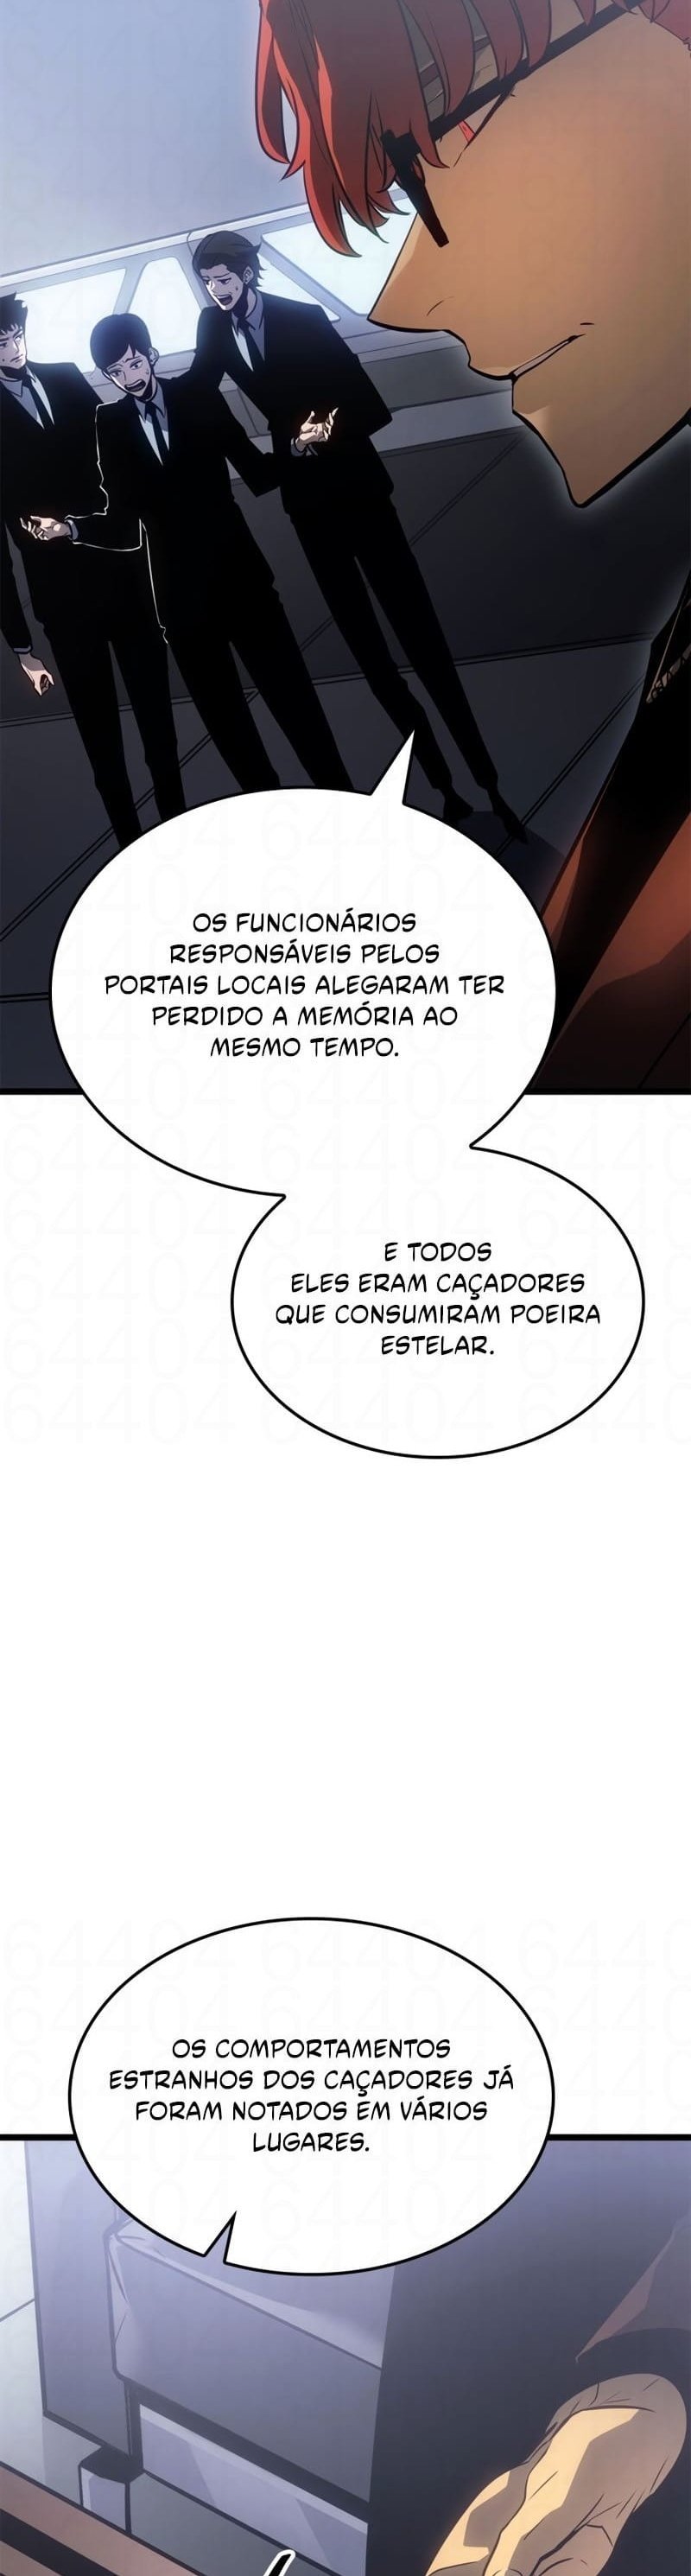 OS FUNCIONÁRIOS
RESPONSÁVEIS PELOS
PORTAIS LOCAIS ALEGARAM TER
PERDIDO A MEMÓRIA AO
MESMO TEMPO.
E TODOS
ELES ERAM CAÇADORES
QUE CONSUMIRAM POEIRA
ESTELAR.
OS COMPORTAMENTOS
ESTRANHOS DOS CAÇADORES JÁ
FORAM NOTADOS EM VÁRIOS
LUGARES.